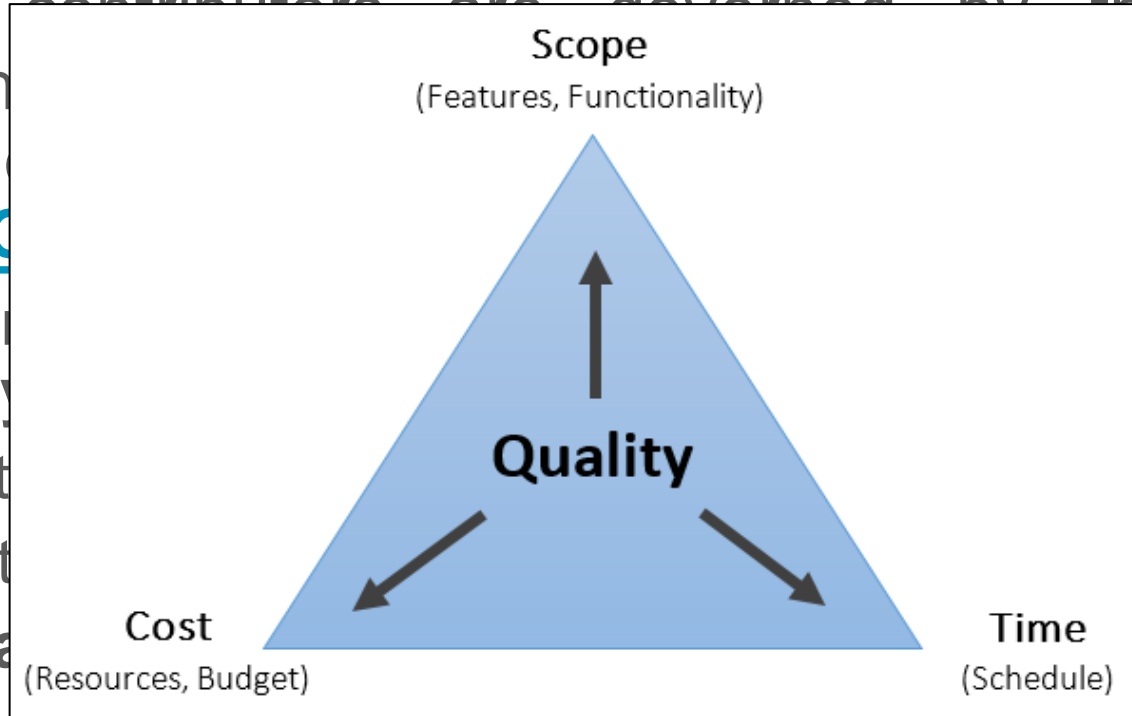 Scope
(Features, Functionality)
Quality
Cost
(Resources, Budget)
Time
(Schedule)